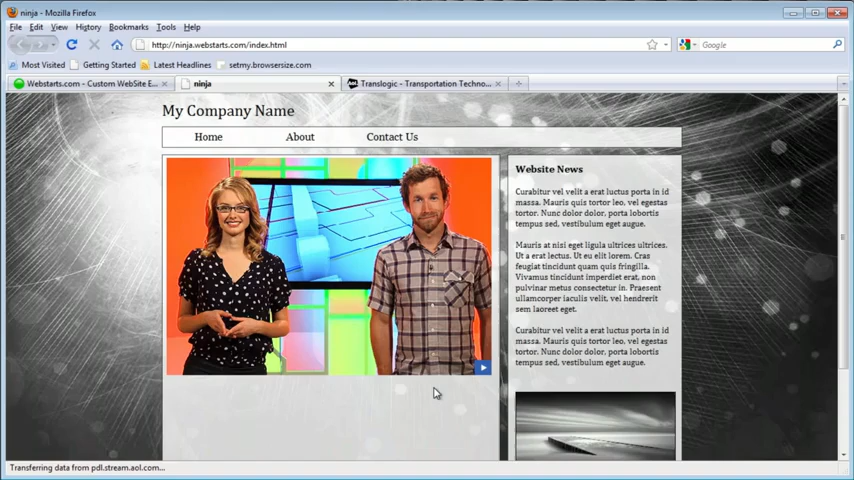 ninja - Mozilla Firefox
File Edit View History Bookmarks Tools Help
http://ninja.webstarts.com/index.html
Google
Most Visited Getting Started Latest Headlines setmy.browsersize.com
Webstarts.com - Custom WebSite E... ninja Translogic - Transportation Techno...
My Company Name
Home About Contact Us
Website News
Curabitur vel velit a erat luctus porta in id
massa. Mauris quis tortor leo, vel egestas
tortor. Nunc dolor dolor, porta lobortis
tempus, vestibulum vitae velit.
Mauris at nisi eget ligula ultrices ultrices.
Ut a erat lectus. Ut eu elit lorem. Cras
feugiat tincidunt quam quis fringilla.
Vivamus tincidunt imperdiet erat, non
pulvinar metus consectetur in. Praesent
ullamcorper iaculis velit, vel hendrerit
sem laoreet eget.
Curabitur vel velit a erat luctus porta in id
massa. Mauris quis tortor leo, vel egestas
tortor. Nunc dolor dolor, porta lobortis
tempus, vestibulum vitae velit.
Transferring data from pdl.stream.aol.com...